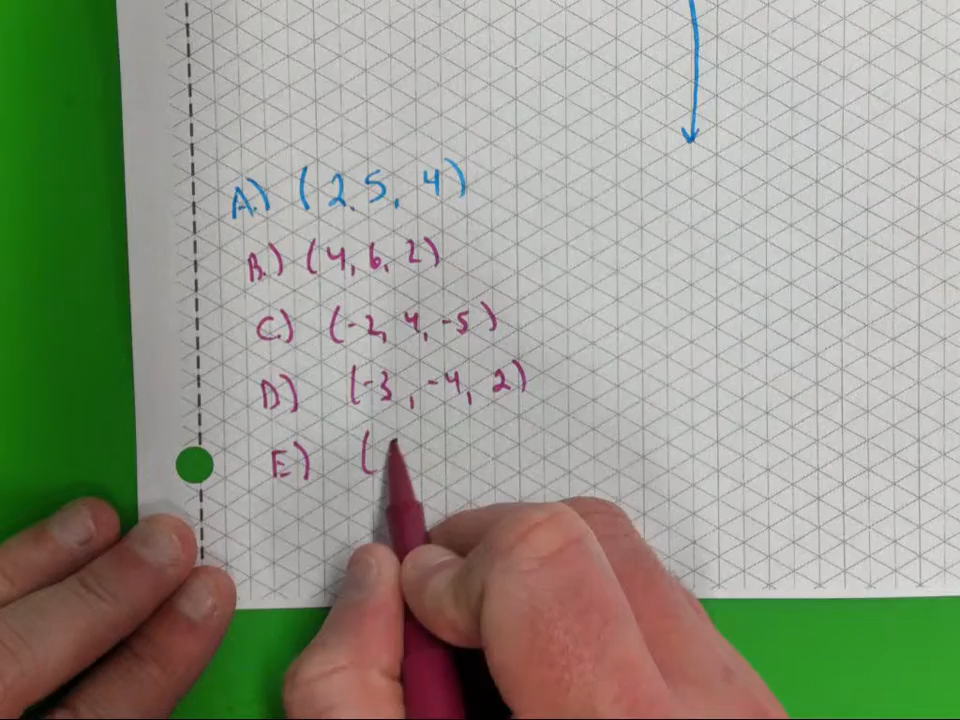 A.) (2, 5, 4)
B.) (4, 6, 2)
C.) (-2, 4, -5)
D) (-3, -4, 2)
E) (